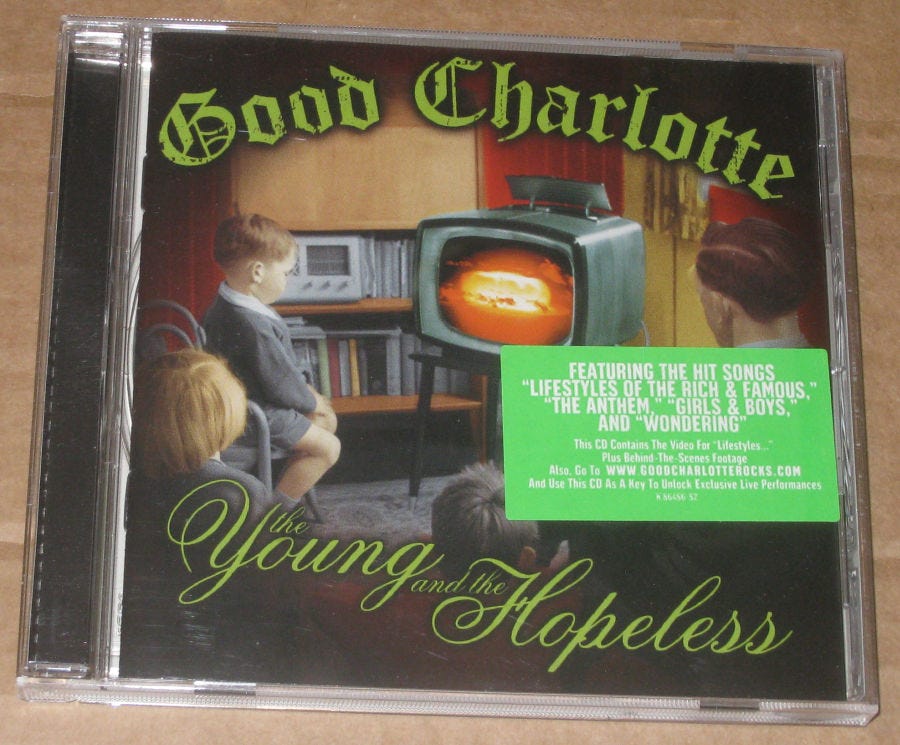 Good Charlotte
FEATURING THE HIT SONGS
"LIFESTYLES OF THE RICH & FAMOUS,"
"THE ANTHEM," "GIRLS & BOYS,"
AND "WONDERING"
This CD Contains The Video For "Lifestyles..."
Plus Behind-The-Scenes Footage
Also, Go To WWW.GOODCHARLOTTEROCKS.COM
And Use This CD As A Key To Unlock Exclusive Live Performances
K 86486-S2
the
Young and the
Hopeless